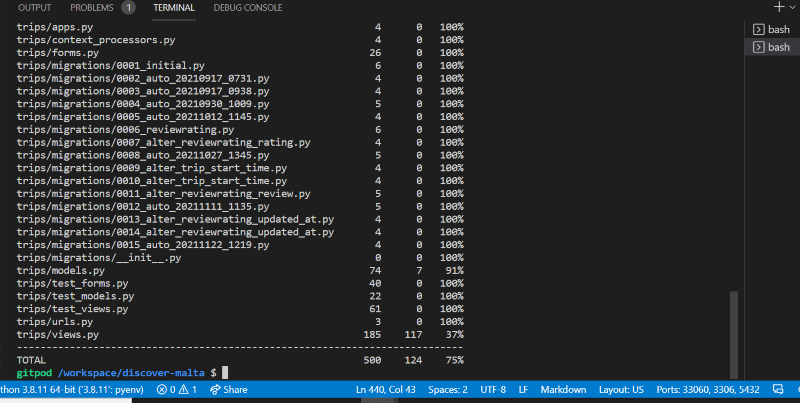 OUTPUT PROBLEMS 1 TERMINAL DEBUG CONSOLE
trips/apps.py 4 0 100%
trips/context_processors.py 4 0 100%
trips/forms.py 26 0 100%
trips/migrations/0001_initial.py 6 0 100%
trips/migrations/0002_auto_20210917_0731.py 4 0 100%
trips/migrations/0003_auto_20210917_0938.py 4 0 100%
trips/migrations/0004_auto_20210930_1009.py 5 0 100%
trips/migrations/0005_auto_20211012_1145.py 4 0 100%
trips/migrations/0006_reviewrating.py 6 0 100%
trips/migrations/0007_alter_reviewrating_rating.py 4 0 100%
trips/migrations/0008_auto_20211027_1345.py 5 0 100%
trips/migrations/0009_alter_trip_start_time.py 4 0 100%
trips/migrations/0010_alter_trip_start_time.py 4 0 100%
trips/migrations/0011_alter_reviewrating_review.py 5 0 100%
trips/migrations/0012_auto_20211111_1135.py 5 0 100%
trips/migrations/0013_alter_reviewrating_updated_at.py 4 0 100%
trips/migrations/0014_alter_reviewrating_updated_at.py 4 0 100%
trips/migrations/0015_auto_20211122_1219.py 4 0 100%
trips/migrations/__init__.py 0 0 100%
trips/models.py 74 7 91%
trips/test_forms.py 40 0 100%
trips/test_models.py 22 0 100%
trips/test_views.py 61 0 100%
trips/urls.py 3 0 100%
trips/views.py 185 117 37%
--------------------------------------------------------------------------
TOTAL 500 124 75%
gitpod /workspace/discover-malta $
bash
bash
thon 3.8.11 64-bit ('3.8.11': pyenv) 0 1 Share Ln 440, Col 43 Spaces: 2 UTF-8 LF Markdown Layout: US Ports: 33060, 3306, 5432